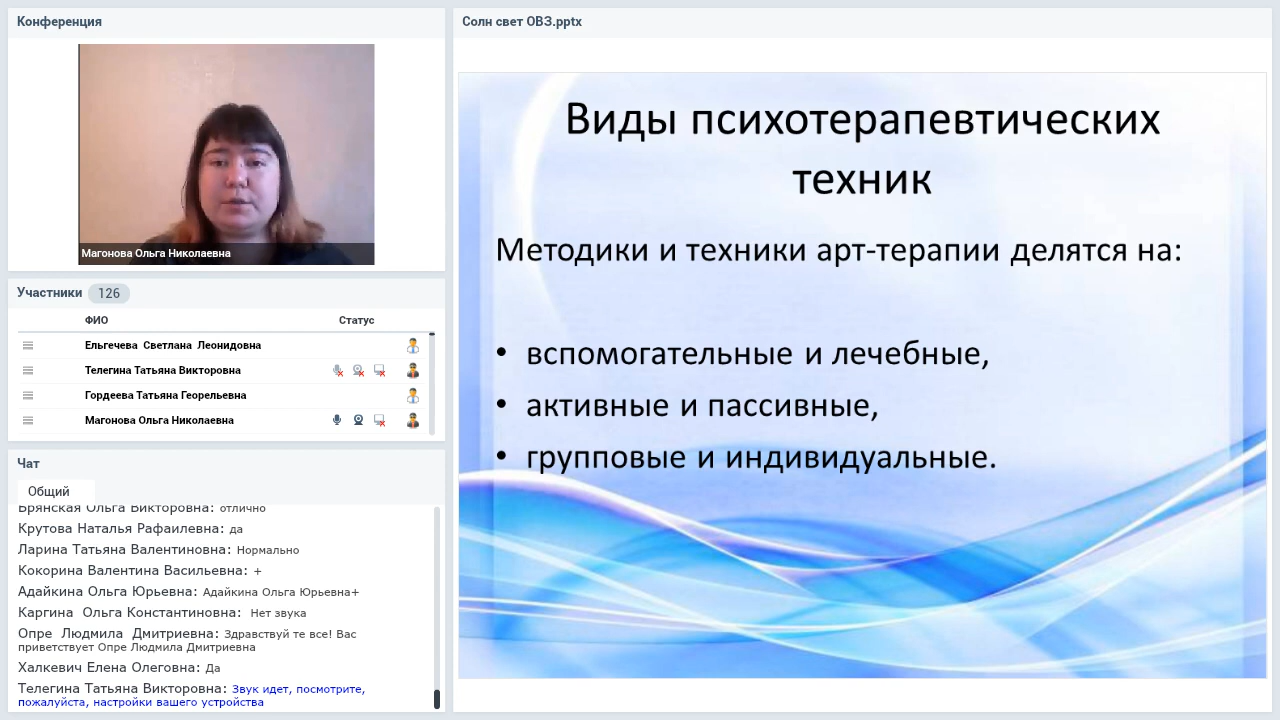 Конференция
Магонова Ольга Николаевна
Участники 126
ФИО Статус
Ельгечева Светлана Леонидовна
Телегина Татьяна Викторовна
Гордеева Татьяна Георельевна
Магонова Ольга Николаевна
Чат
Общий
Брянская Ольга Викторовна: отлично
Крутова Наталья Рафаилевна: да
Ларина Татьяна Валентиновна: Нормально
Кокорина Валентина Васильевна: +
Адайкина Ольга Юрьевна: Адайкина Ольга Юрьевна+
Каргина Ольга Константиновна: Нет звука
Опре Людмила Дмитриевна: Здравствуй те все! Вас
приветствует Опре Людмила Дмитриевна
Халкевич Елена Олеговна: Да
Телегина Татьяна Викторовна: Звук идет, посмотрите,
пожалуйста, настройки вашего устройства
Солн свет ОВЗ.pptx
Виды психотерапевтических
техник
Методики и техники арт-терапии делятся на:
• вспомогательные и лечебные,
• активные и пассивные,
• групповые и индивидуальные.